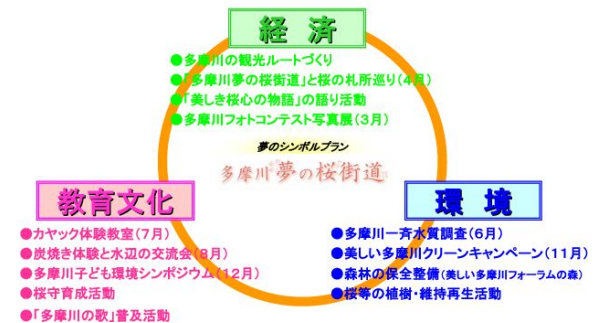 経 済
●多摩川の観光ルートづくり
●「多摩川夢の桜街道」と桜の札所巡り(4月)
●「美しき桜心の物語」の語り活動
●多摩川フォトコンテスト写真展(3月)
夢のシンボルプラン
多摩川 夢の桜街道
教育文化
●カヤック体験教室(7月)
●炭焼き体験と水辺の交流会(8月)
●多摩川子ども環境シンポジウム(12月)
●桜守育成活動
●「多摩川の歌」普及活動
環 境
●多摩川一斉水質調査(6月)
●美しい多摩川クリーンキャンペーン(11月)
●森林の保全整備(美しい多摩川フォーラムの森)
●桜等の植樹・維持再生活動